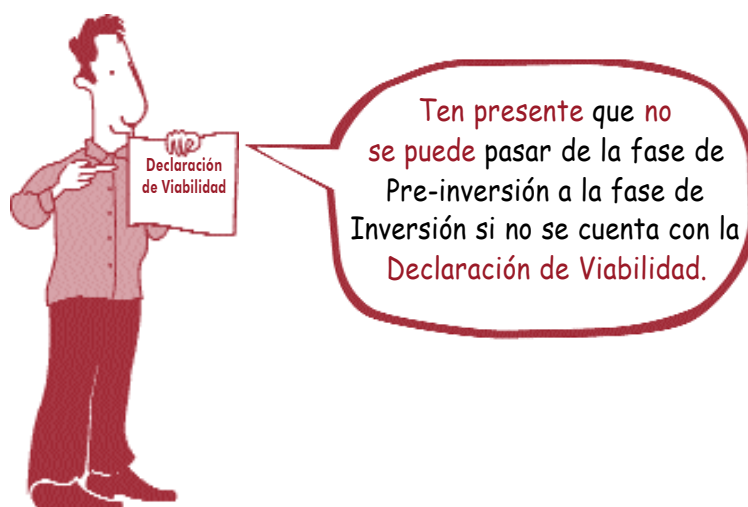 Declaración
de Viabilidad
Ten presente que no
se puede pasar de la fase de
Pre-inversión a la fase de
Inversión si no se cuenta con la
Declaración de Viabilidad.